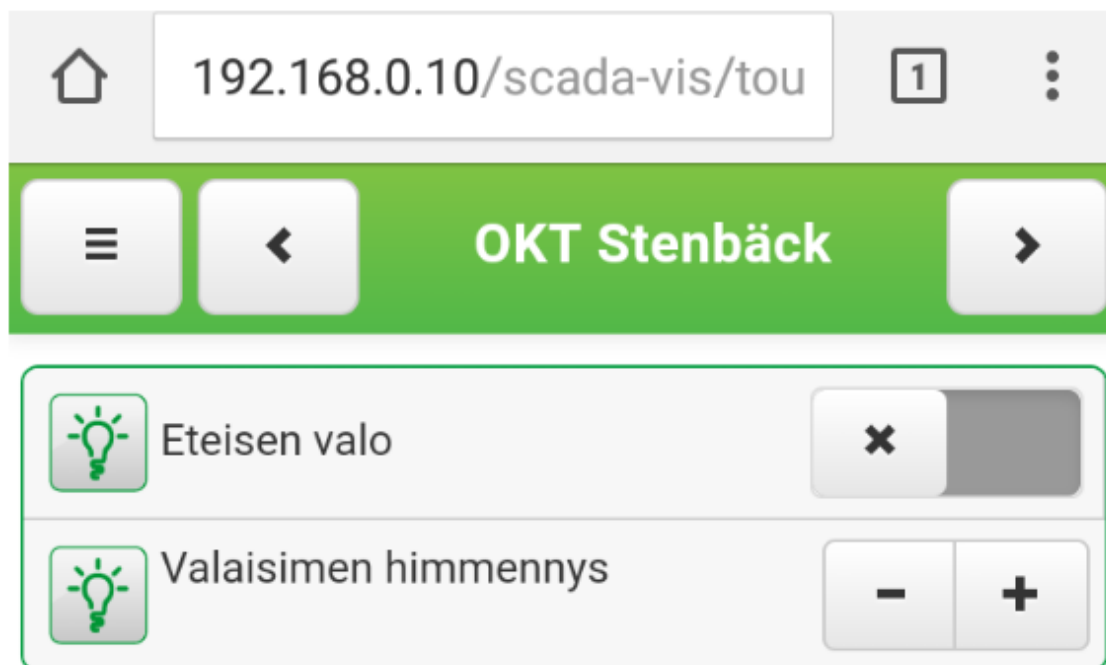 192.168.0.10/scada-vis/tou 1
OKT Stenbäck
Eteisen valo
Valaisimen himmennys